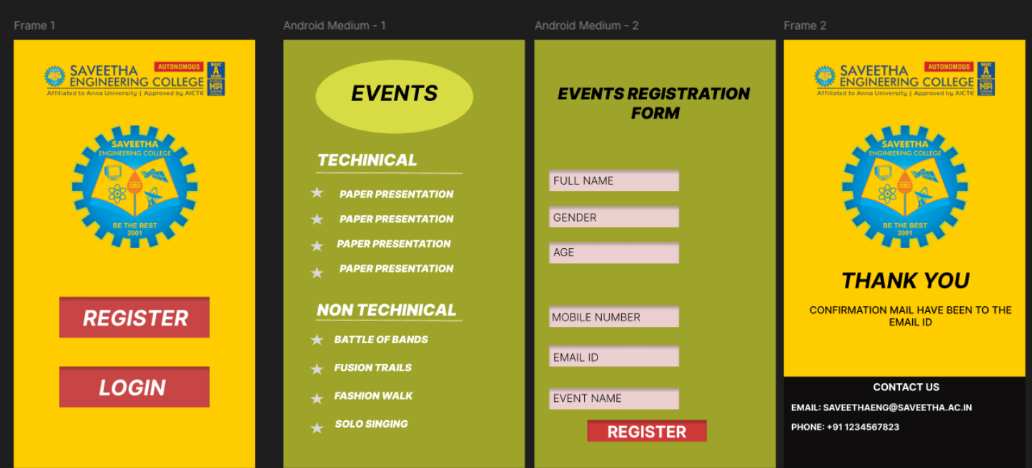 Frame 1
SAVEETHA
AUTONOMOUS
ENGINEERING COLLEGE
Affiliated to Anna University | Approved by AICTE
SAVEETHA
ENGINEERING COLLEGE
BE THE BEST
2001
REGISTER
LOGIN
Android Medium - 1
EVENTS
TECHINICAL
PAPER PRESENTATION
PAPER PRESENTATION
PAPER PRESENTATION
PAPER PRESENTATION
NON TECHINICAL
BATTLE OF BANDS
FUSION TRAILS
FASHION WALK
SOLO SINGING
Android Medium - 2
EVENTS REGISTRATION
FORM
FULL NAME
GENDER
AGE
MOBILE NUMBER
EMAIL ID
EVENT NAME
REGISTER
Frame 2
SAVEETHA
AUTONOMOUS
ENGINEERING COLLEGE
Affiliated to Anna University | Approved by AICTE
SAVEETHA
ENGINEERING COLLEGE
BE THE BEST
2001
THANK YOU
CONFIRMATION MAIL HAVE BEEN TO THE
EMAIL ID
CONTACT US
EMAIL: SAVEETHAENG@SAVEETHA.AC.IN
PHONE: +91 1234567823